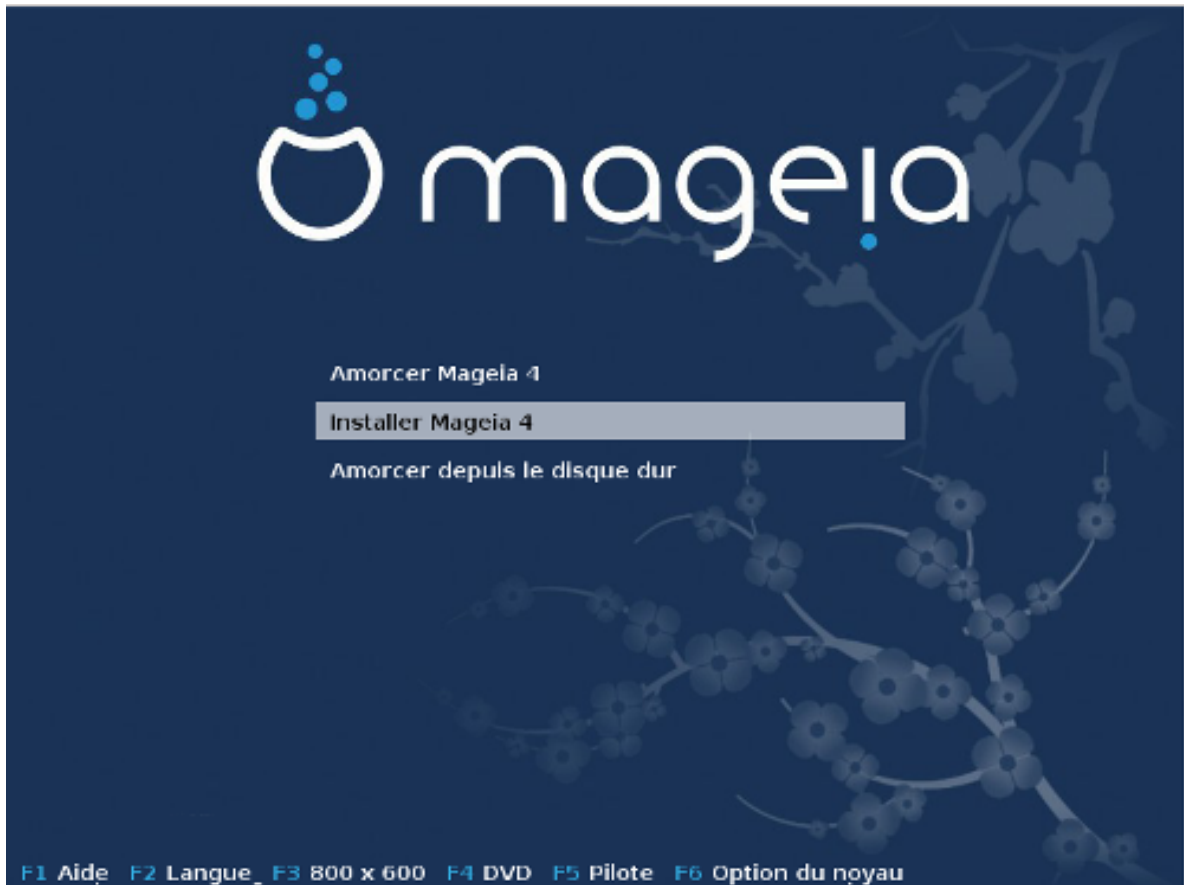 mageia
Amorcer Mageia 4
Installer Mageia 4
Amorcer depuis le disque dur
F1 Aide F2 Langue F3 800 x 600 F4 DVD F5 Pilote F6 Option du noyau